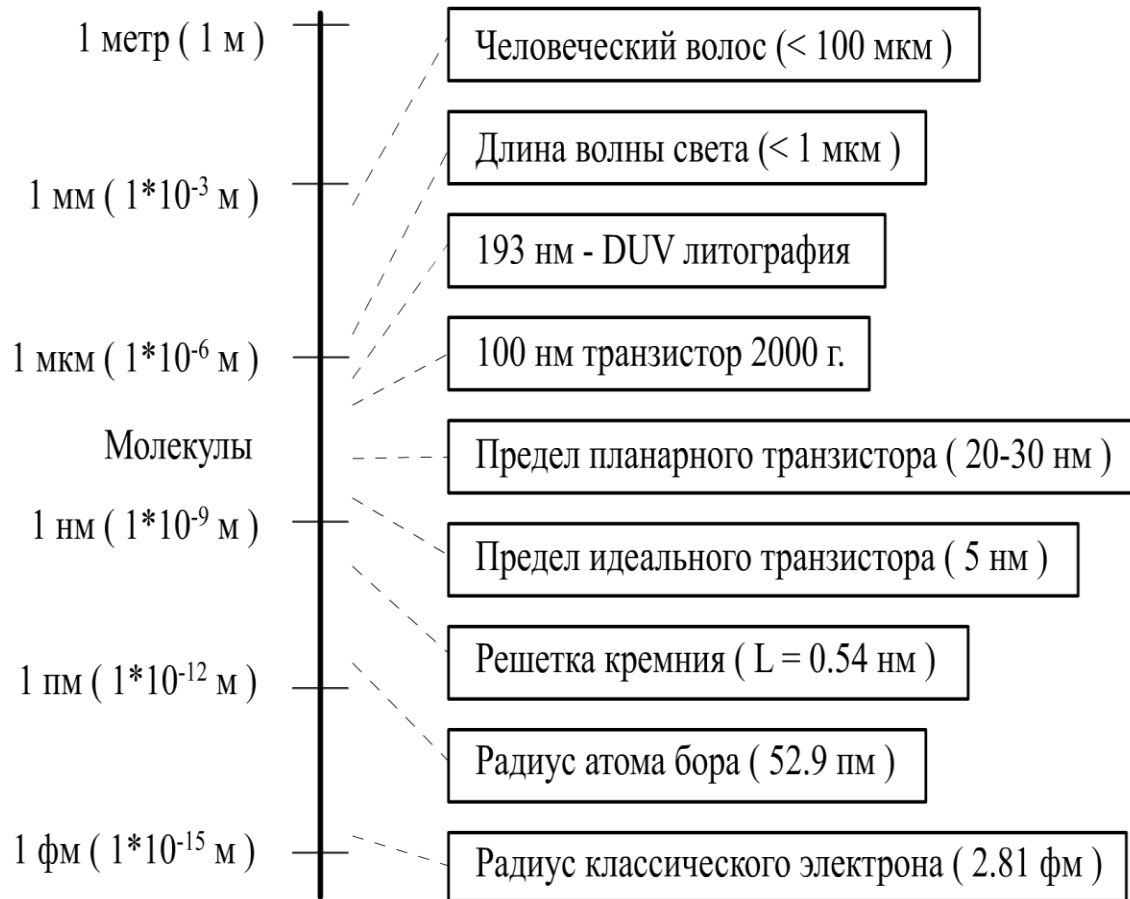 1 метр ( 1 м )
1 мм ( 1*10⁻³ м )
1 мкм ( 1*10⁻⁶ м )
Молекулы
1 нм ( 1*10⁻⁹ м )
1 пм ( 1*10⁻¹² м )
1 фм ( 1*10⁻¹⁵ м )
Человеческий волос (< 100 мкм )
Длина волны света (< 1 мкм )
193 нм - DUV литография
100 нм транзистор 2000 г.
Предел планарного транзистора ( 20-30 нм )
Предел идеального транзистора ( 5 нм )
Решетка кремния ( L = 0.54 нм )
Радиус атома бора ( 52.9 пм )
Радиус классического электрона ( 2.81 фм )